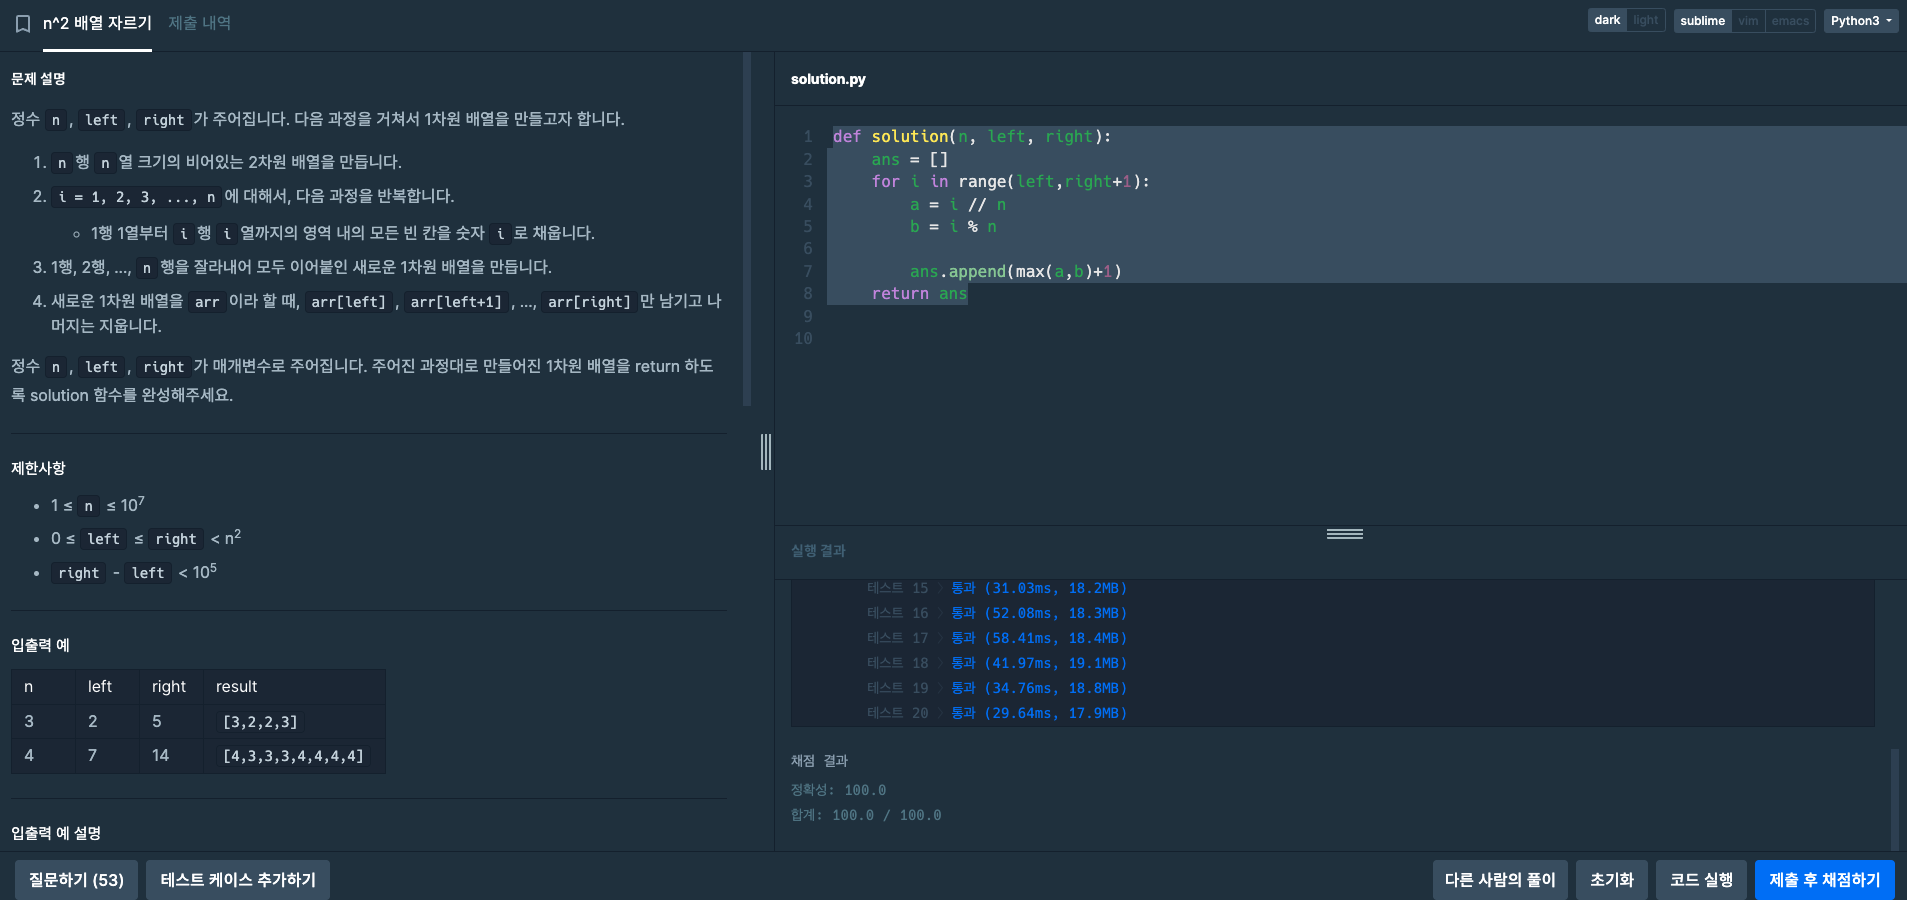 n^2 배열 자르기 제출 내역
dark light sublime vim emacs Python3
문제 설명
정수 n , left , right 가 주어집니다. 다음 과정을 거쳐서 1차원 배열을 만들고자 합니다.
1. n 행 n 열 크기의 비어있는 2차원 배열을 만듭니다.
2. i = 1, 2, 3, ..., n 에 대해서, 다음 과정을 반복합니다.
◦ 1행 1열부터 i 행 i 열까지의 영역 내의 모든 빈 칸을 숫자 i 로 채웁니다.
3. 1행, 2행, ..., n 행을 잘라내어 모두 이어붙인 새로운 1차원 배열을 만듭니다.
4. 새로운 1차원 배열을 arr 이라 할 때, arr[left] , arr[left+1] , ..., arr[right] 만 남기고 나
머지는 지웁니다.
정수 n , left , right 가 매개변수로 주어집니다. 주어진 과정대로 만들어진 1차원 배열을 return 하도
록 solution 함수를 완성해주세요.
제한사항
• 1 ≤ n ≤ 10⁷
• 0 ≤ left ≤ right < n²
• right - left < 10⁵
입출력 예
n left right result
3 2 5 [3,2,2,3]
4 7 14 [4,3,3,3,4,4,4,4]
입출력 예 설명
질문하기 (53) 테스트 케이스 추가하기
solution.py
1 def solution(n, left, right):
2 ans = []
3 for i in range(left,right+1):
4 a = i // n
5 b = i % n
6
7 ans.append(max(a,b)+1)
8 return ans
9
10
실행 결과
테스트 15 〉 통과 (31.03ms, 18.2MB)
테스트 16 〉 통과 (52.08ms, 18.3MB)
테스트 17 〉 통과 (58.41ms, 18.4MB)
테스트 18 〉 통과 (41.97ms, 19.1MB)
테스트 19 〉 통과 (34.76ms, 18.8MB)
테스트 20 〉 통과 (29.64ms, 17.9MB)
채점 결과
정확성: 100.0
합계: 100.0 / 100.0
다른 사람의 풀이 초기화 코드 실행 제출 후 채점하기